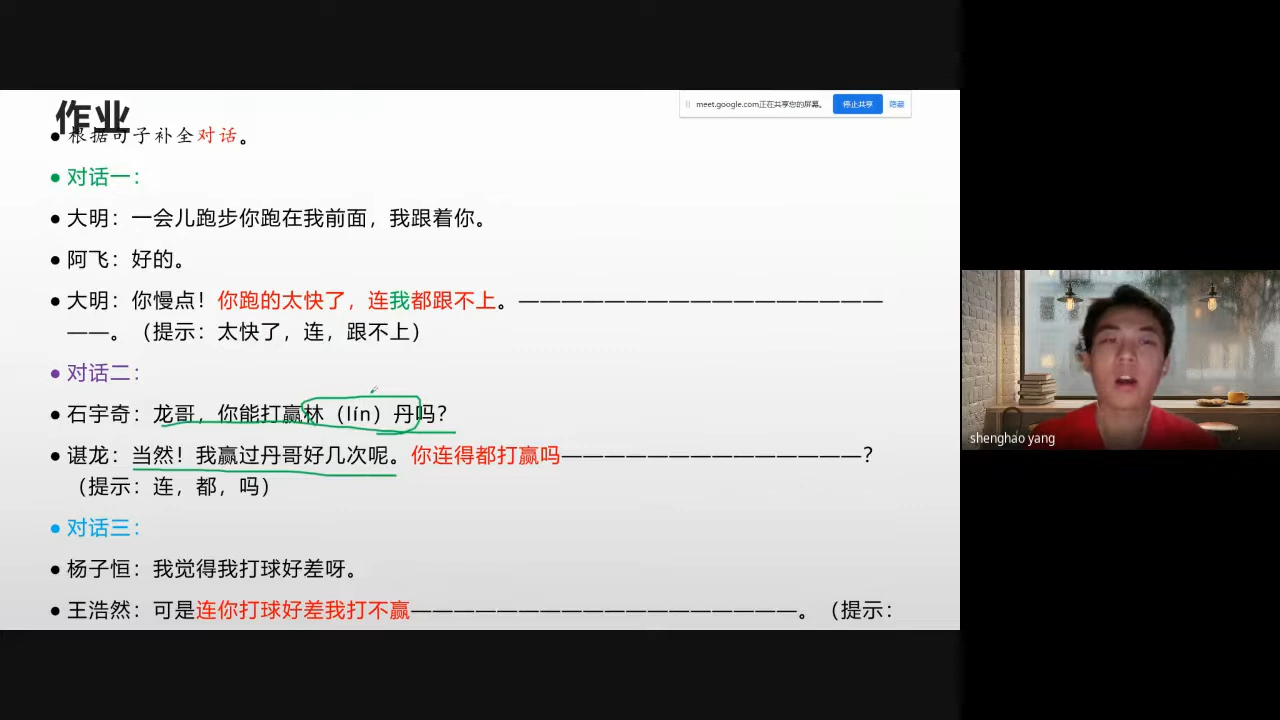 作业
meet.google.com正在共享您的屏幕。 停止共享 隐藏
●根据句子补全对话。
●对话一：
●大明：一会儿跑步你跑在我前面，我跟着你。
●阿飞：好的。
●大明：你慢点！你跑的太快了，连我都跟不上。—————————————————
——。（提示：太快了，连，跟不上）
●对话二：
●石宇奇：龙哥，你能打赢林（lín）丹吗？
●谌龙：当然！我赢过丹哥好几次呢。你连得都打赢吗——————————————？
（提示：连，都，吗）
●对话三：
●杨子恒：我觉得我打球好差呀。
●王浩然：可是连你打球好差我打不赢——————————————————。（提示：
shenghao yang